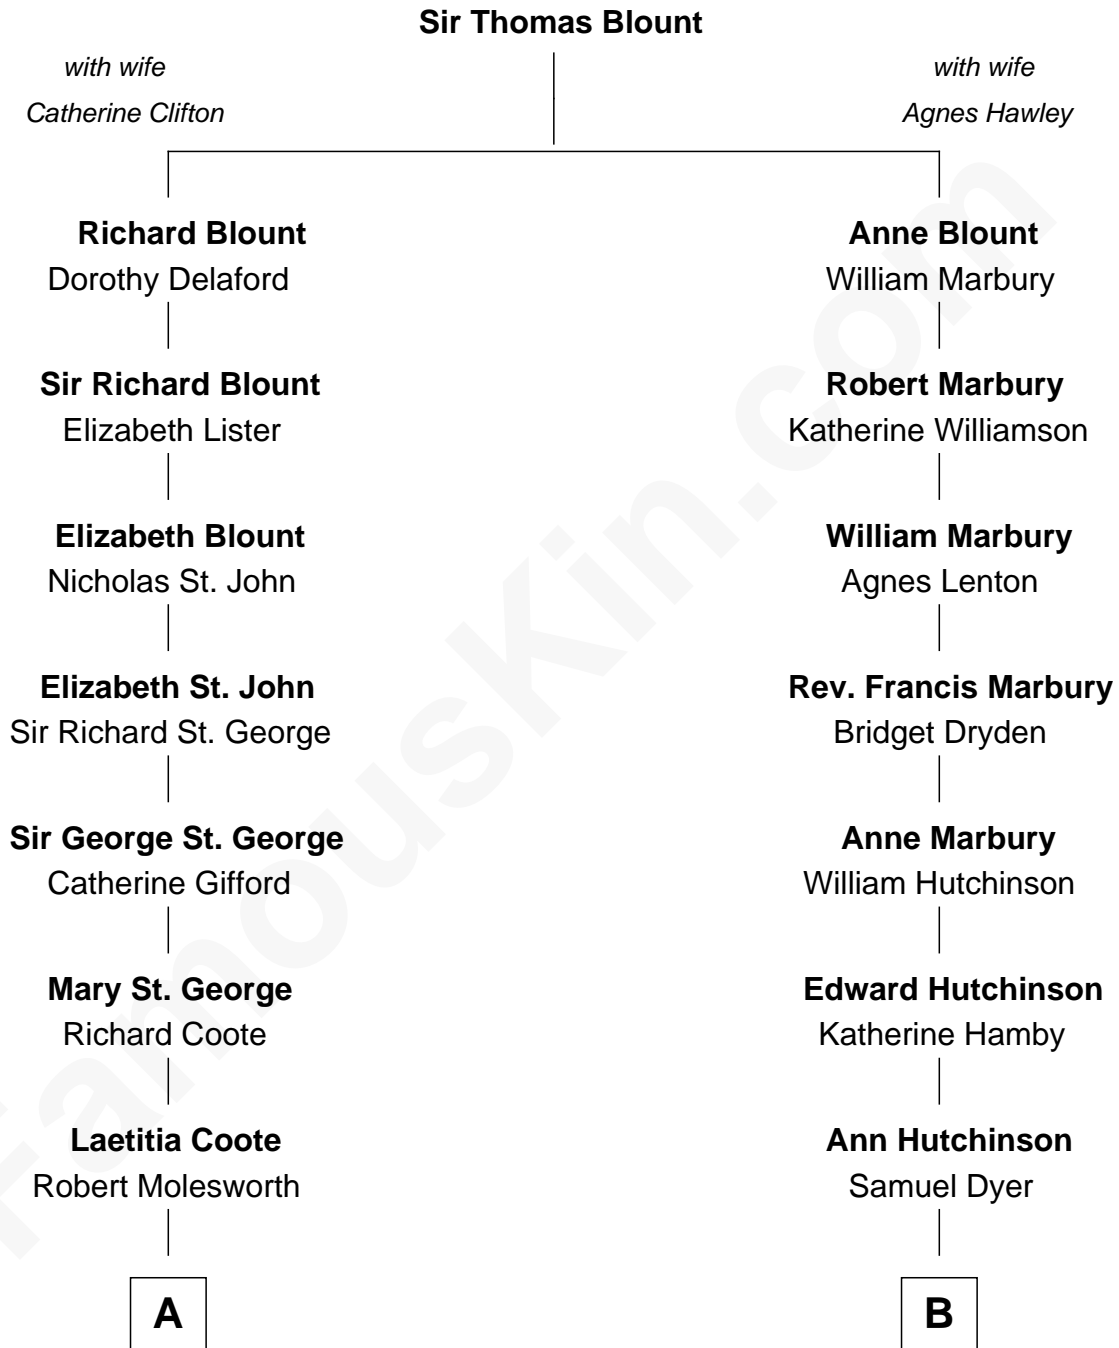 Sir Thomas Blount
with wife
Catherine Clifton
with wife
Agnes Hawley
Richard Blount
Dorothy Delaford
Anne Blount
William Marbury
Sir Richard Blount
Elizabeth Lister
Robert Marbury
Katherine Williamson
Elizabeth Blount
Nicholas St. John
William Marbury
Agnes Lenton
Elizabeth St. John
Sir Richard St. George
Rev. Francis Marbury
Bridget Dryden
Sir George St. George
Catherine Gifford
Anne Marbury
William Hutchinson
Mary St. George
Richard Coote
Edward Hutchinson
Katherine Hamby
Laetitia Coote
Robert Molesworth
Ann Hutchinson
Samuel Dyer
A
B
FamousKin.com